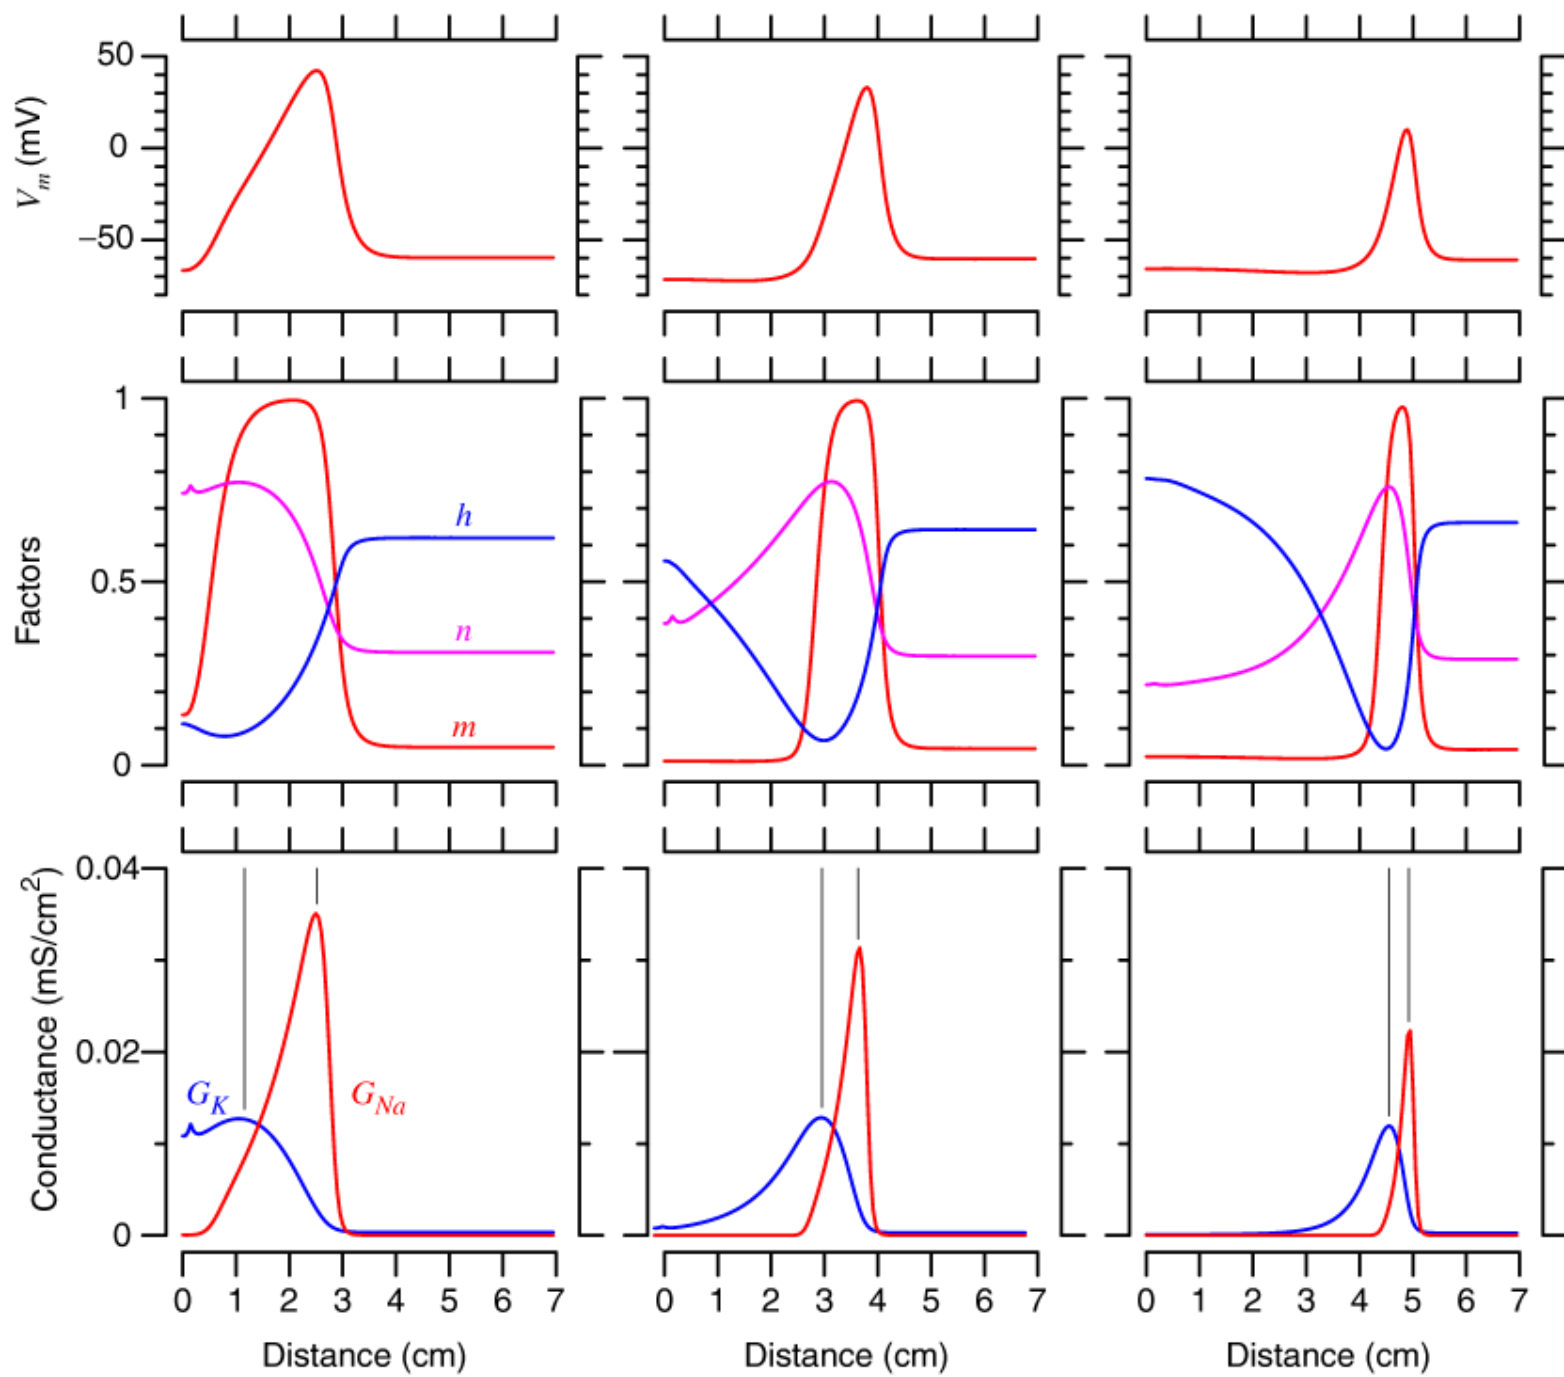 50
0
−50
V_m (mV)
1
0.5
0
Factors
h
n
m
0.04
0.02
0
Conductance (mS/cm²)
G_K
G_Na
0 1 2 3 4 5 6 7
0 1 2 3 4 5 6 7
0 1 2 3 4 5 6 7
Distance (cm)
Distance (cm)
Distance (cm)